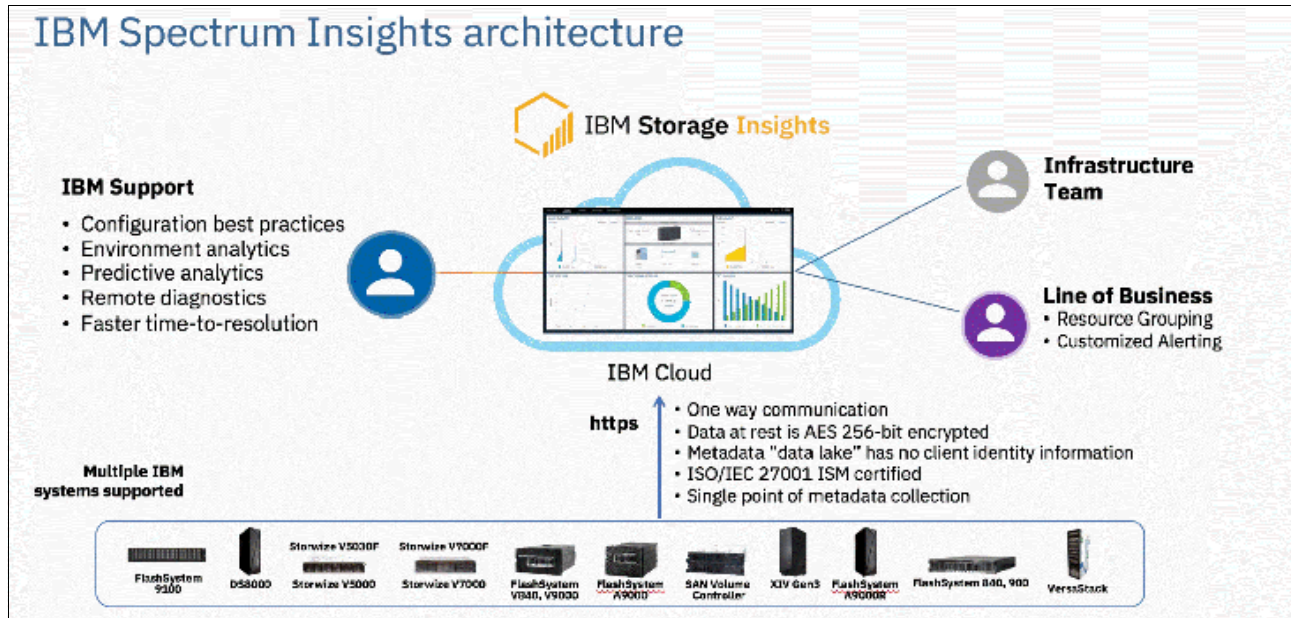 IBM Spectrum Insights architecture
IBM Storage Insights
IBM Support
• Configuration best practices
• Environment analytics
• Predictive analytics
• Remote diagnostics
• Faster time-to-resolution
Infrastructure
Team
Line of Business
• Resource Grouping
• Customized Alerting
IBM Cloud
https
• One way communication
• Data at rest is AES 256-bit encrypted
• Metadata "data lake" has no client identity information
• ISO/IEC 27001 ISM certified
• Single point of metadata collection
Multiple IBM
systems supported
FlashSystem
9100
DS8000
Storwize V5030F
Storwize V5000
Storwize V7000F
Storwize V7000
FlashSystem
V840, V9000
FlashSystem
A9000
SAN Volume
Controller
XIV Gen3
FlashSystem
A9000R
FlashSystem 840, 900
VersaStack